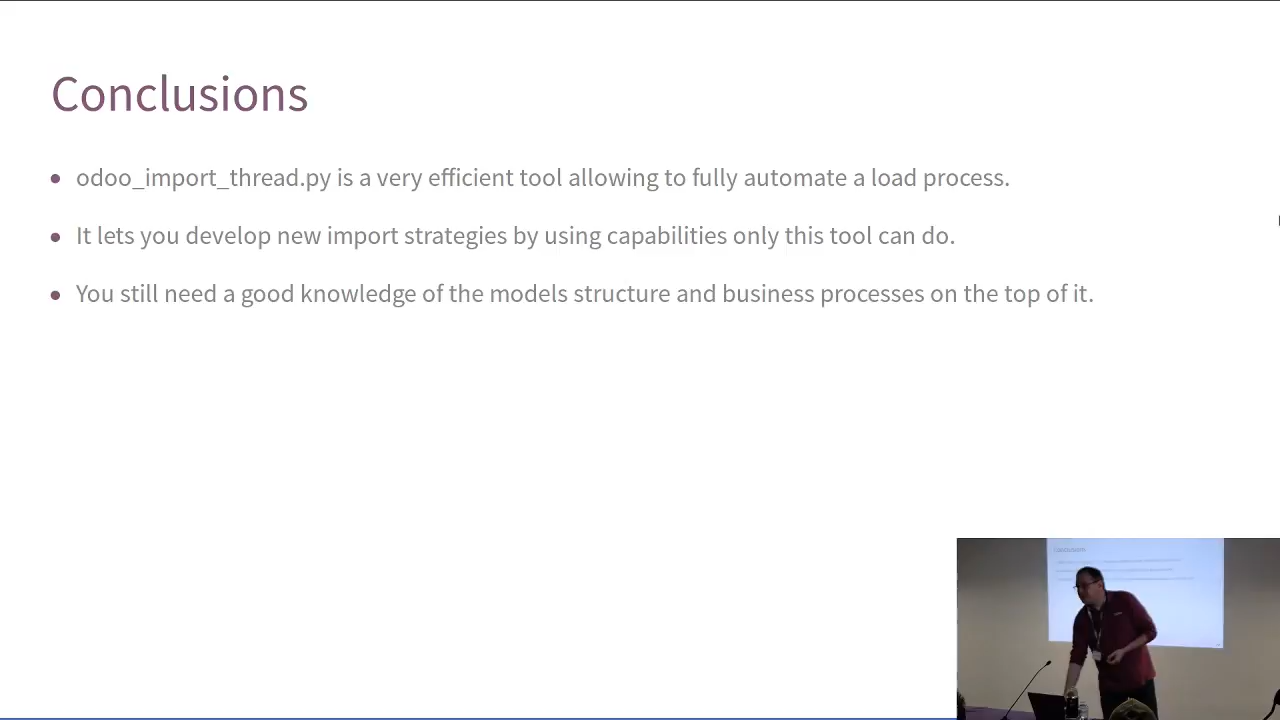 Conclusions
odoo_import_thread.py is a very efficient tool allowing to fully automate a load process.
It lets you develop new import strategies by using capabilities only this tool can do.
You still need a good knowledge of the models structure and business processes on the top of it.